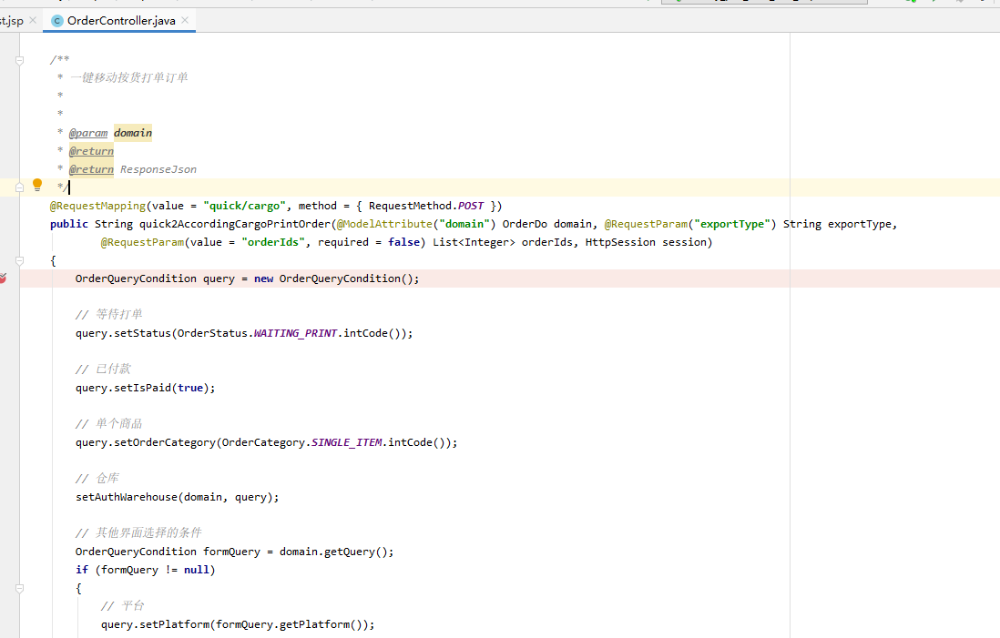 st.jsp
OrderController.java
/**
 * 一键移动按货打单订单
 *
 *
 * @param domain
 * @return
 * @return ResponseJson
 */
@RequestMapping(value = "quick/cargo", method = { RequestMethod.POST })
public String quick2AccordingCargoPrintOrder(@ModelAttribute("domain") OrderDo domain, @RequestParam("exportType") String exportType,
        @RequestParam(value = "orderIds", required = false) List<Integer> orderIds, HttpSession session)
{
    OrderQueryCondition query = new OrderQueryCondition();
    // 等待打单
    query.setStatus(OrderStatus.WAITING_PRINT.intCode());
    // 已付款
    query.setIsPaid(true);
    // 单个商品
    query.setOrderCategory(OrderCategory.SINGLE_ITEM.intCode());
    // 仓库
    setAuthWarehouse(domain, query);
    // 其他界面选择的条件
    OrderQueryCondition formQuery = domain.getQuery();
    if (formQuery != null)
    {
        // 平台
        query.setPlatform(formQuery.getPlatform());